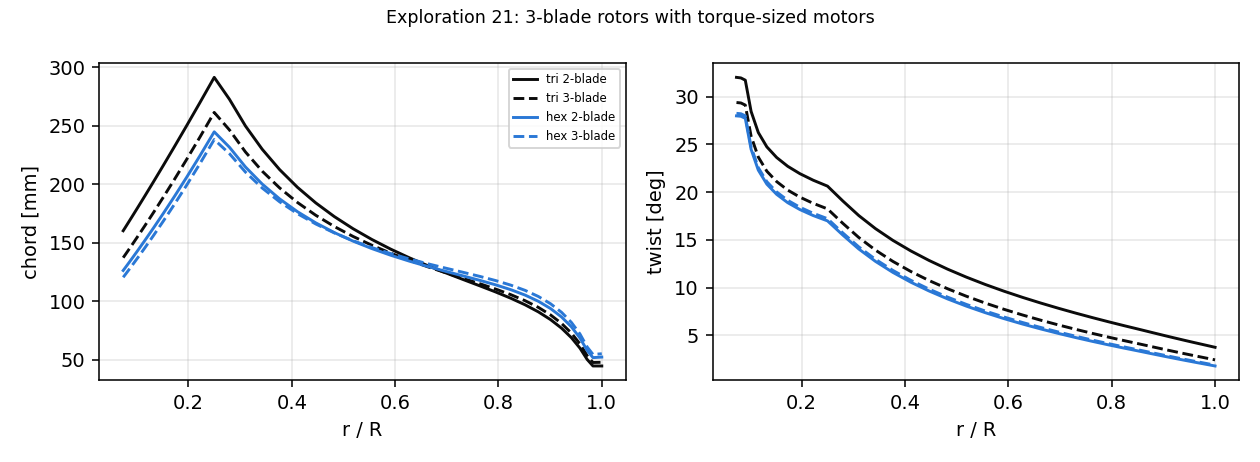 Exploration 21: 3-blade rotors with torque-sized motors
chord [mm]
300
250
200
150
100
50
0.2
0.4
0.6
0.8
1.0
r / R
tri 2-blade
tri 3-blade
hex 2-blade
hex 3-blade
twist [deg]
30
25
20
15
10
5
0.2
0.4
0.6
0.8
1.0
r / R